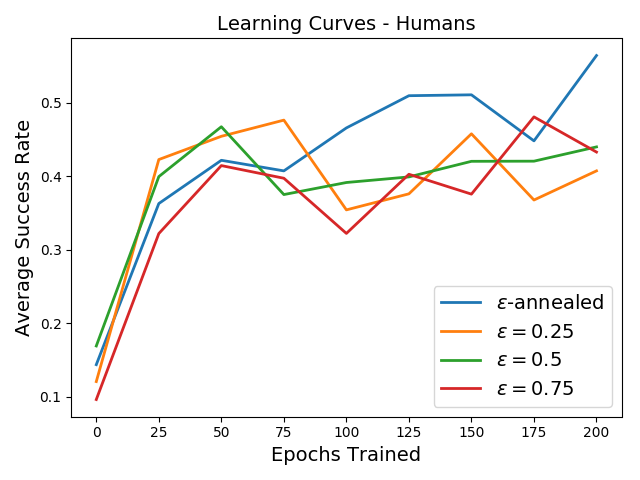 Learning Curves - Humans
Average Success Rate
0.5
0.4
0.3
0.2
0.1
ε-annealed
ε = 0.25
ε = 0.5
ε = 0.75
0 25 50 75 100 125 150 175 200
Epochs Trained